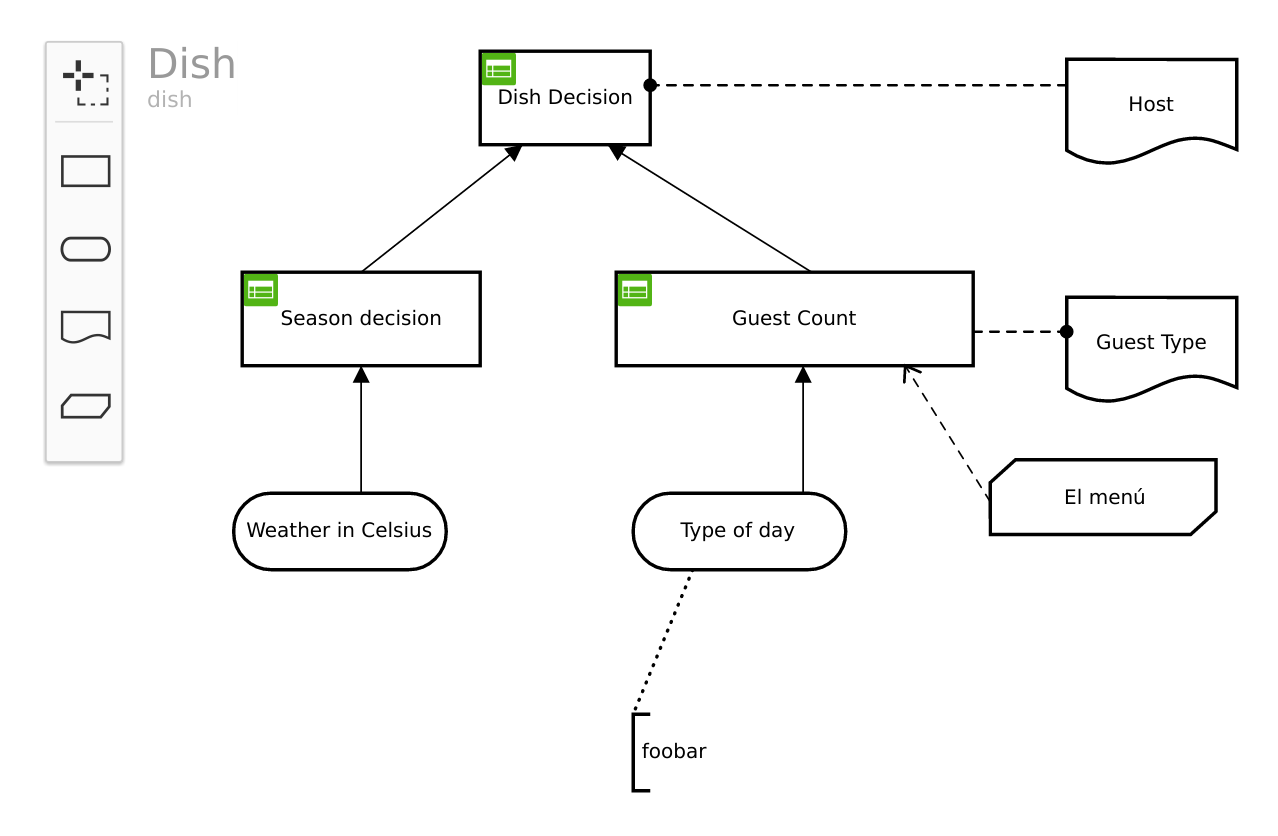 Dish
dish
Dish Decision
Host
Season decision
Guest Count
Guest Type
El menú
Weather in Celsius
Type of day
foobar